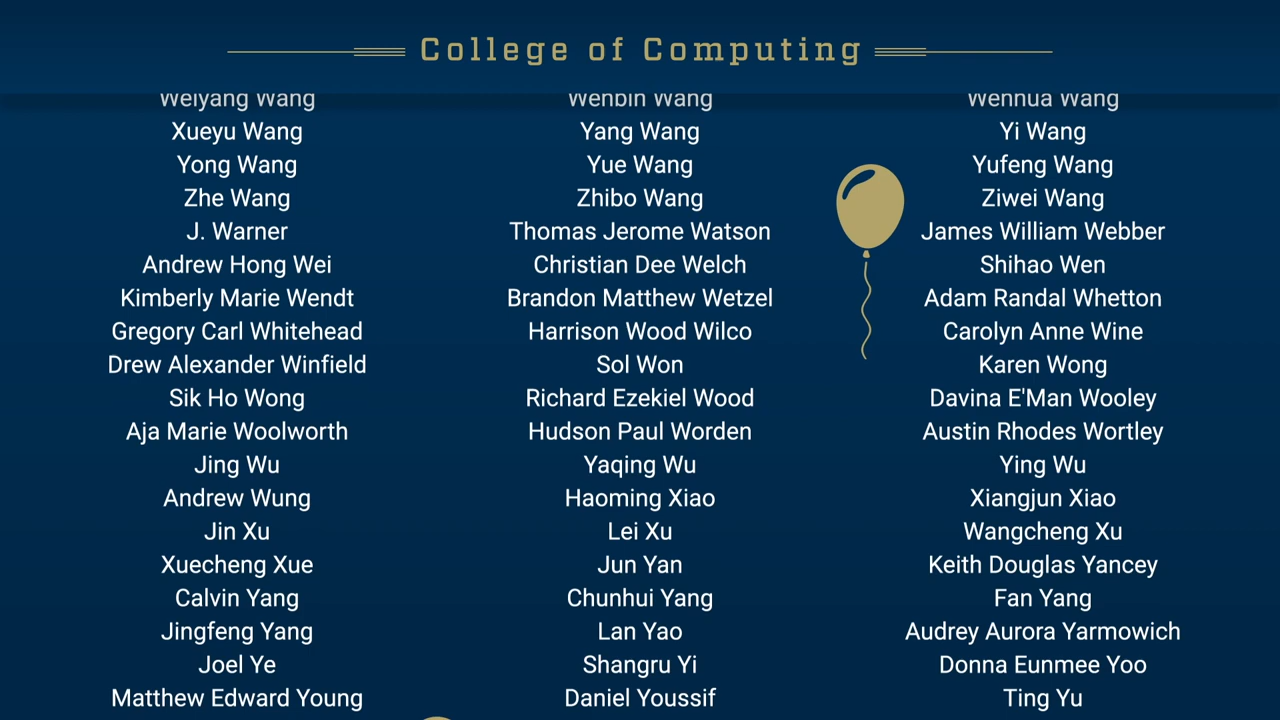 College of Computing
Weiyang Wang Wenbin Wang Wenhua Wang
Xueyu Wang Yang Wang Yi Wang
Yong Wang Yue Wang Yufeng Wang
Zhe Wang Zhibo Wang Ziwei Wang
J. Warner Thomas Jerome Watson James William Webber
Andrew Hong Wei Christian Dee Welch Shihao Wen
Kimberly Marie Wendt Brandon Matthew Wetzel Adam Randal Whetton
Gregory Carl Whitehead Harrison Wood Wilco Carolyn Anne Wine
Drew Alexander Winfield Sol Won Karen Wong
Sik Ho Wong Richard Ezekiel Wood Davina E'Man Wooley
Aja Marie Woolworth Hudson Paul Worden Austin Rhodes Wortley
Jing Wu Yaqing Wu Ying Wu
Andrew Wung Haoming Xiao Xiangjun Xiao
Jin Xu Lei Xu Wangcheng Xu
Xuecheng Xue Jun Yan Keith Douglas Yancey
Calvin Yang Chunhui Yang Fan Yang
Jingfeng Yang Lan Yao Audrey Aurora Yarmowich
Joel Ye Shangru Yi Donna Eunmee Yoo
Matthew Edward Young Daniel Youssif Ting Yu